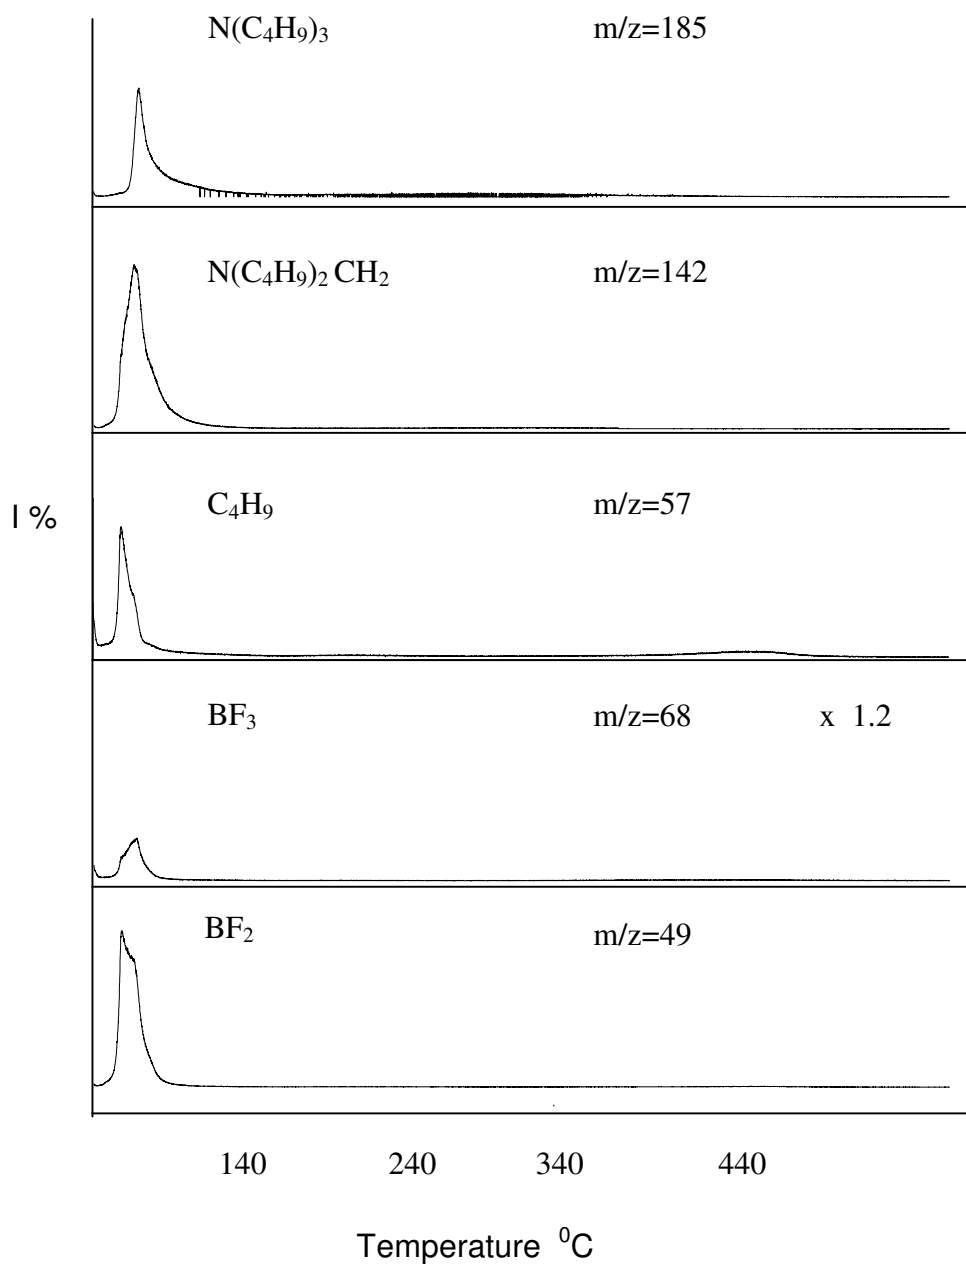 N(C₄H₉)₃ m/z=185
N(C₄H₉)₂ CH₂ m/z=142
C₄H₉ m/z=57
I %
BF₃ m/z=68 x 1.2
BF₂ m/z=49
140 240 340 440
Temperature ⁰C